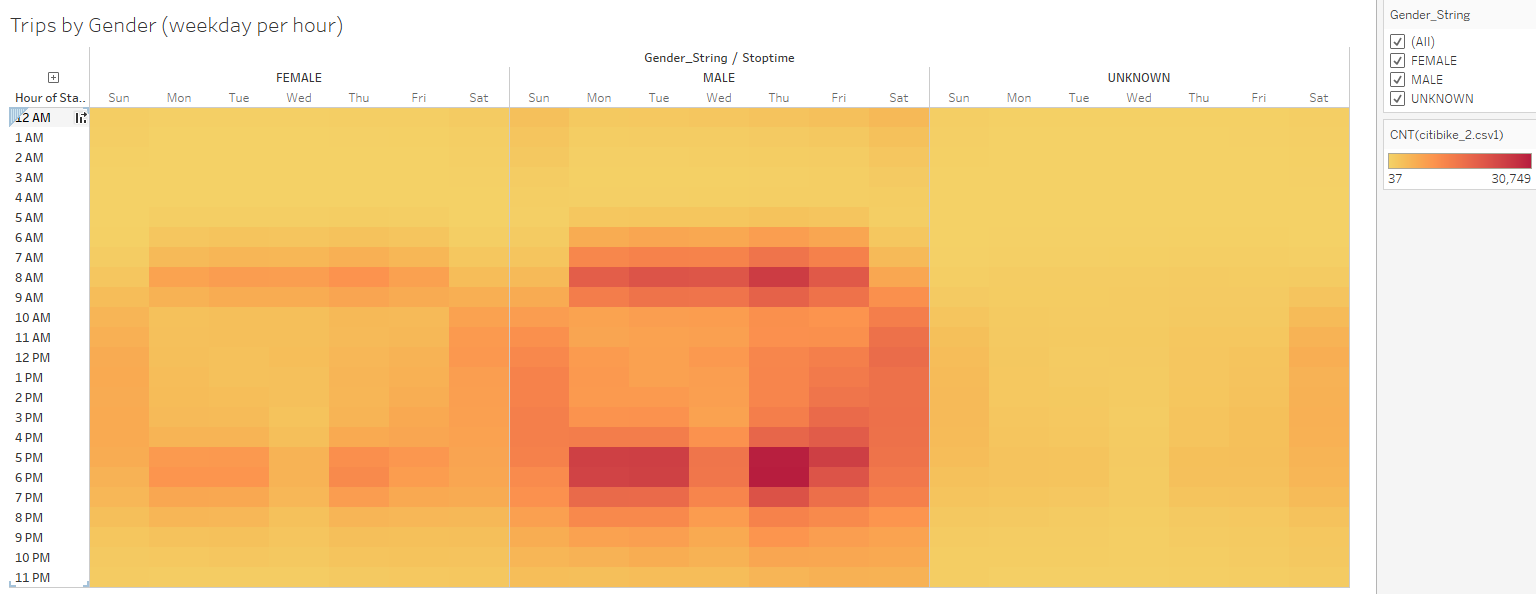 Trips by Gender (weekday per hour)
Gender_String / Stoptime
FEMALE MALE UNKNOWN
Hour of Sta.. Sun Mon Tue Wed Thu Fri Sat Sun Mon Tue Wed Thu Fri Sat Sun Mon Tue Wed Thu Fri Sat
12 AM
1 AM
2 AM
3 AM
4 AM
5 AM
6 AM
7 AM
8 AM
9 AM
10 AM
11 AM
12 PM
1 PM
2 PM
3 PM
4 PM
5 PM
6 PM
7 PM
8 PM
9 PM
10 PM
11 PM
Gender_String
(All)
FEMALE
MALE
UNKNOWN
CNT(citibike_2.csv1)
37 30,749